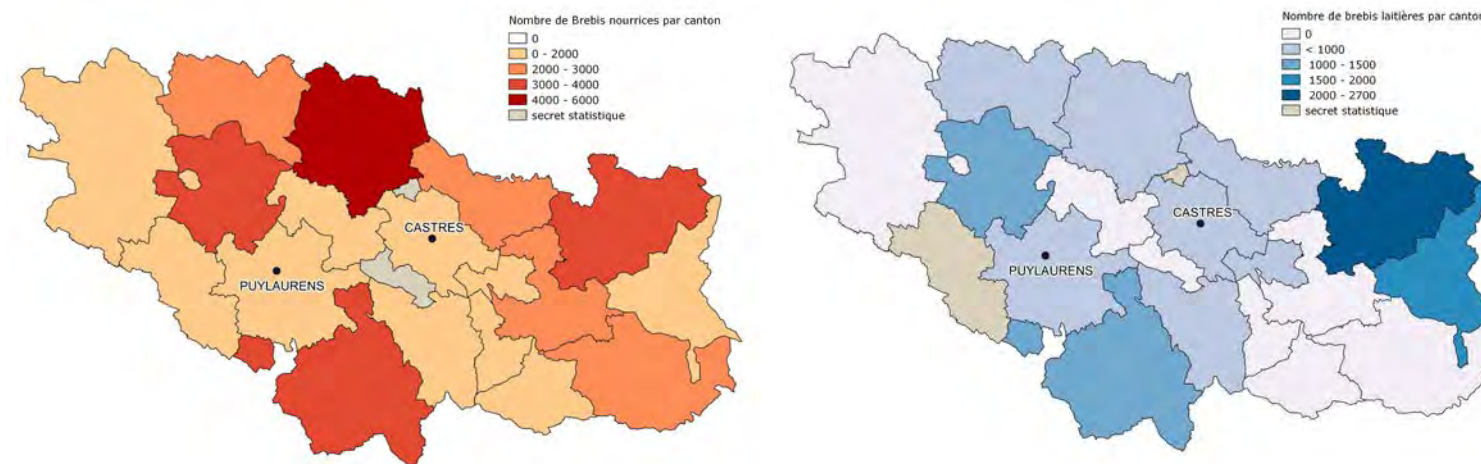 Nombre de Brebis nourrices par canton
0
0 - 2000
2000 - 3000
3000 - 4000
4000 - 6000
secret statistique
CASTRES
PUYLAURENS
Nombre de brebis laitières par canton
0
< 1000
1000 - 1500
1500 - 2000
2000 - 2700
secret statistique
CASTRES
PUYLAURENS